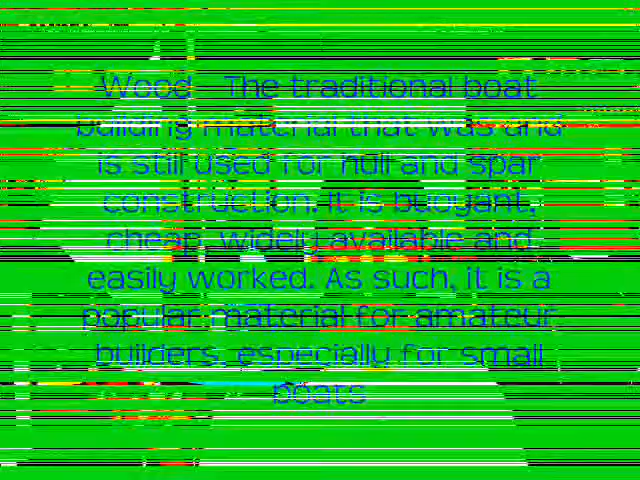 Wood - The traditional boat
building material that was and
is still used for hull and spar
construction. It is buoyant,
cheap, widely available and
easily worked. As such, it is a
popular material for amateur
builders, especially for small
boats